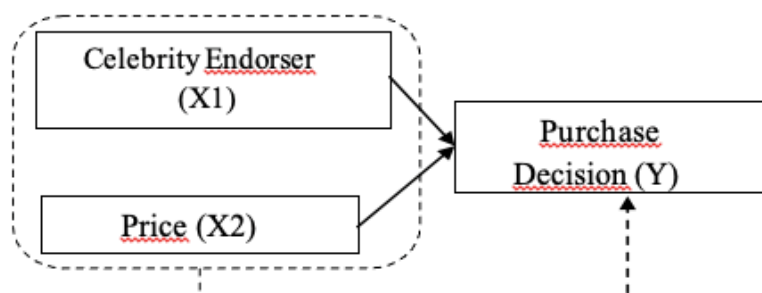 Celebrity Endorser
(X1)
Purchase
Decision (Y)
Price (X2)